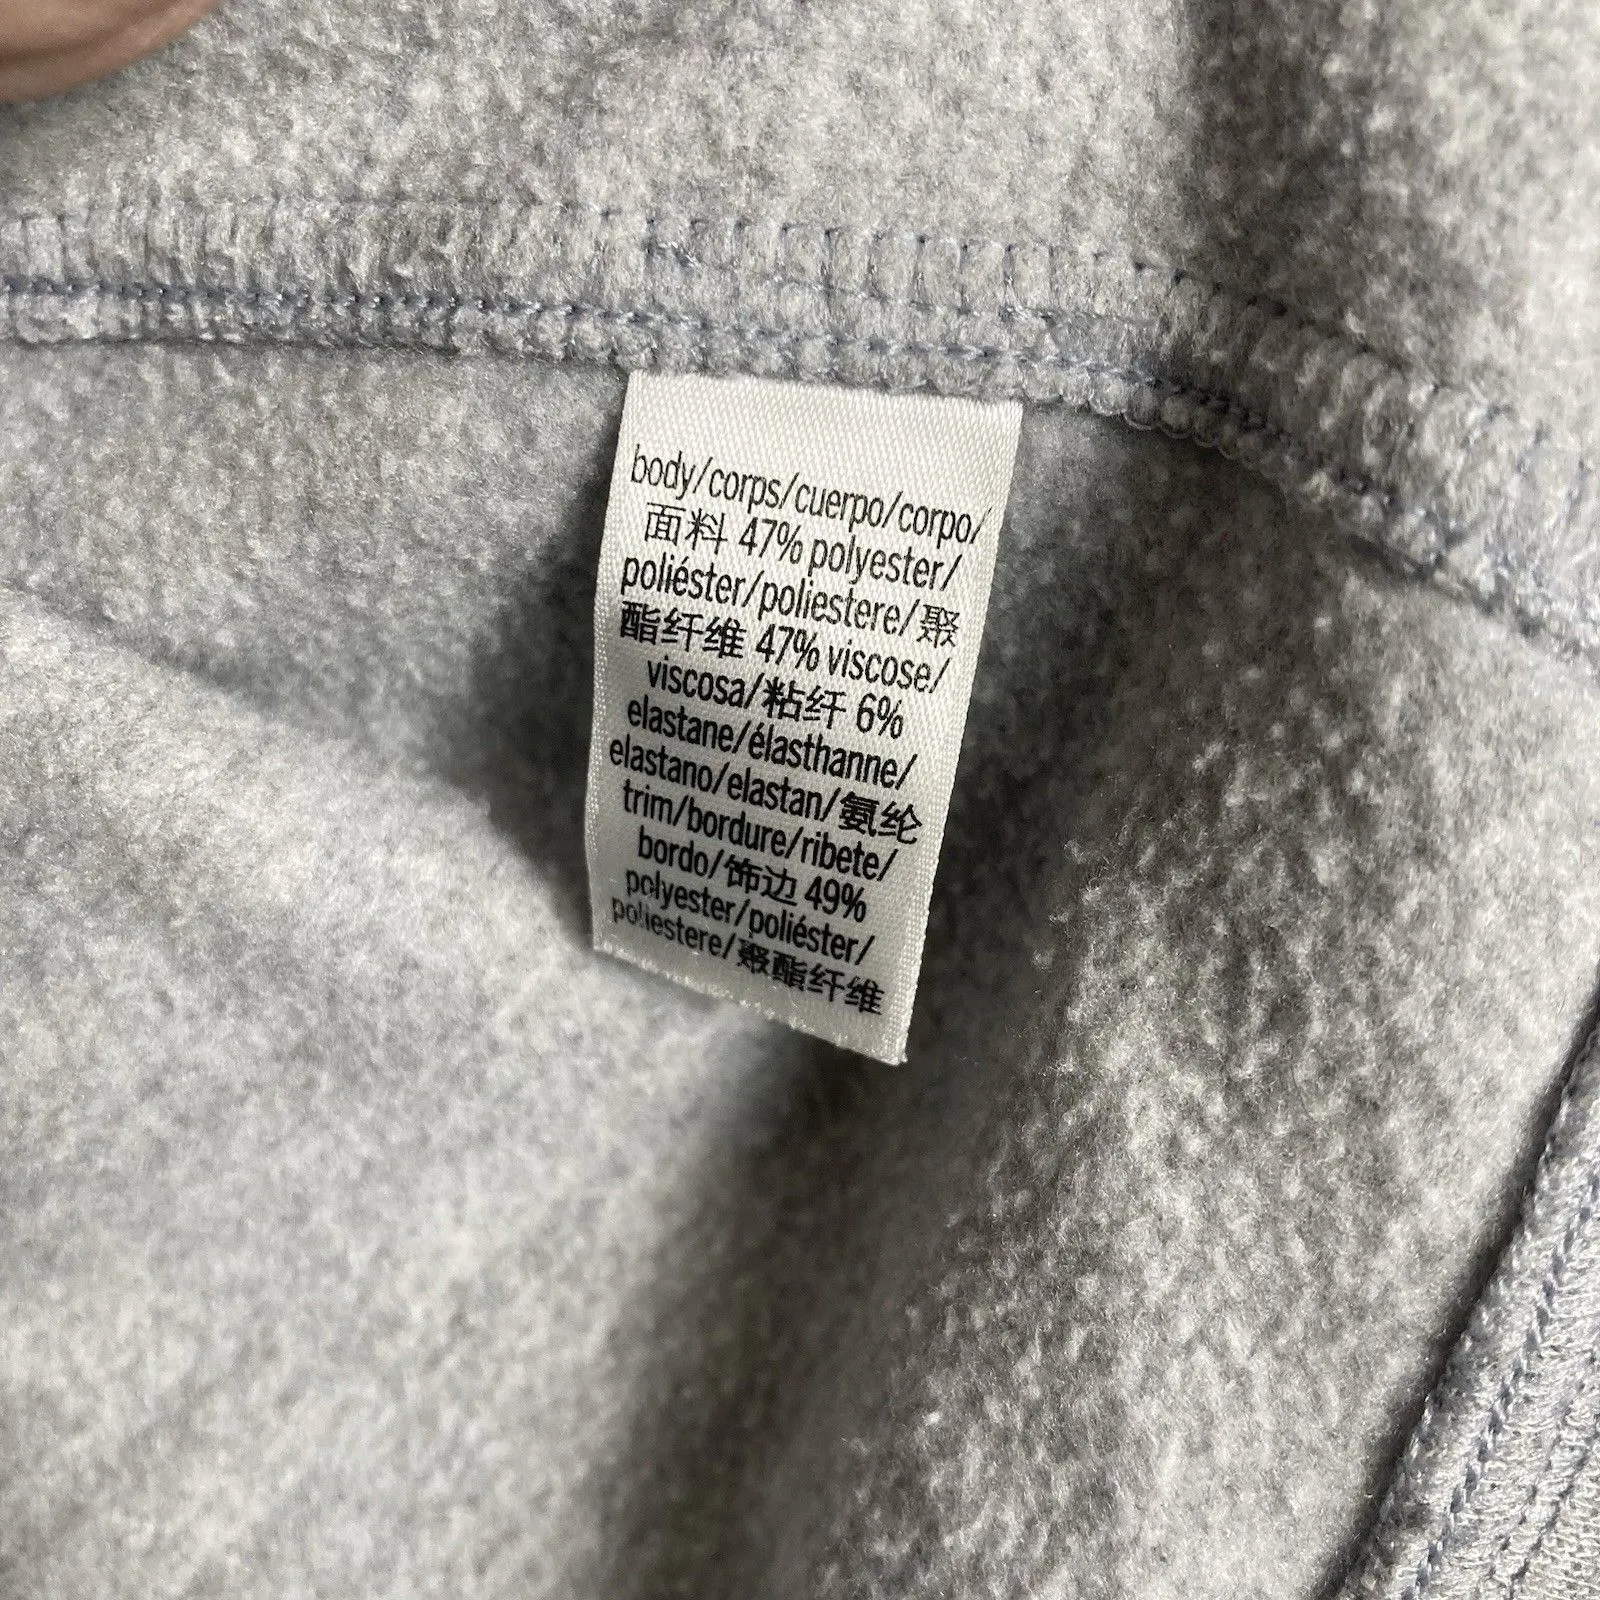 body/corps/cuerpo/corpo/
面料 47% polyester/
poliéster/poliestere/聚
酯纤维 47% viscose/
viscosa/粘纤 6%
elastane/élasthanne/
elastano/elastan/氨纶
trim/bordure/ribete/
bordo/饰边 49%
polyester/poliéster/
poliestere/聚酯纤维